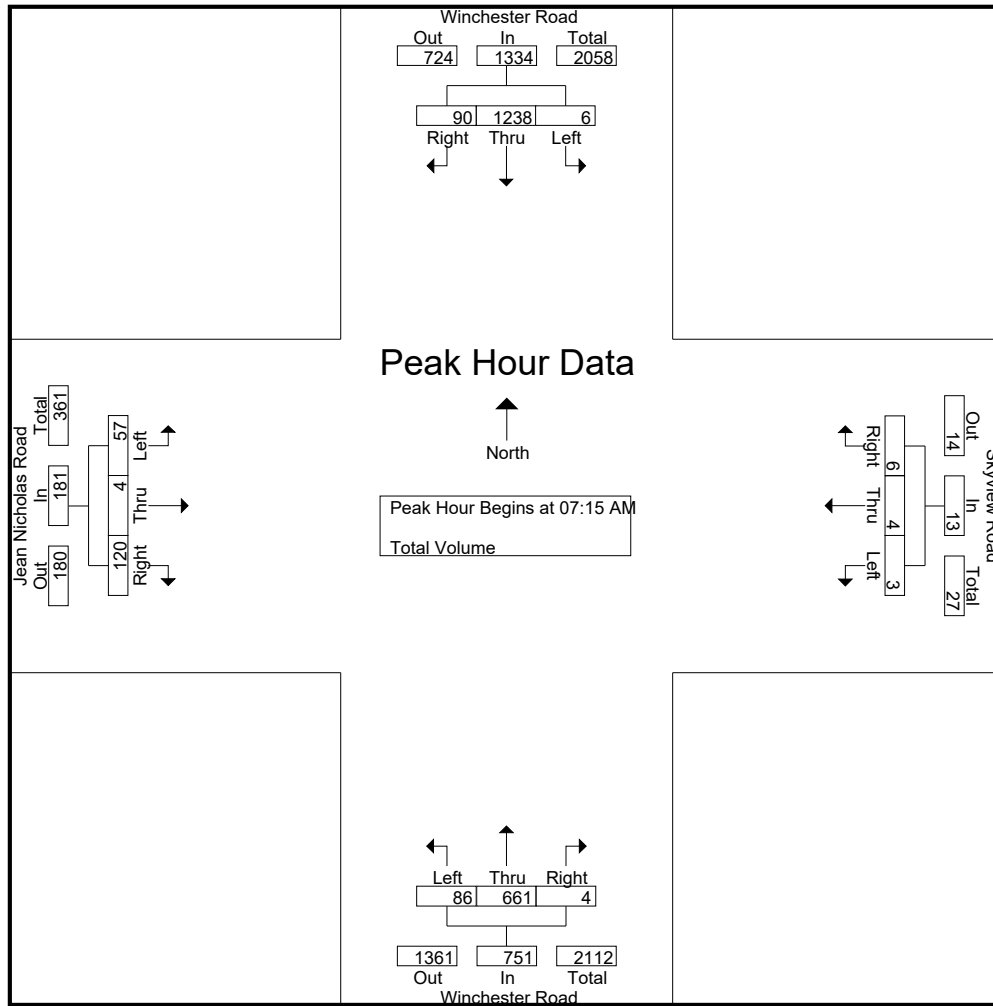 Winchester Road
Out In Total
724 1334 2058
90 1238 6
Right Thru Left
Peak Hour Data
North
Peak Hour Begins at 07:15 AM
Total Volume
Jean Nicholas Road
Out In Total
180 181 361
57 4 120
Left Thru Right
Skyview Road
Out In Total
14 13 27
Right Thru Left
6 4 3
Left Thru Right
86 661 4
1361 751 2112
Out In Total
Winchester Road